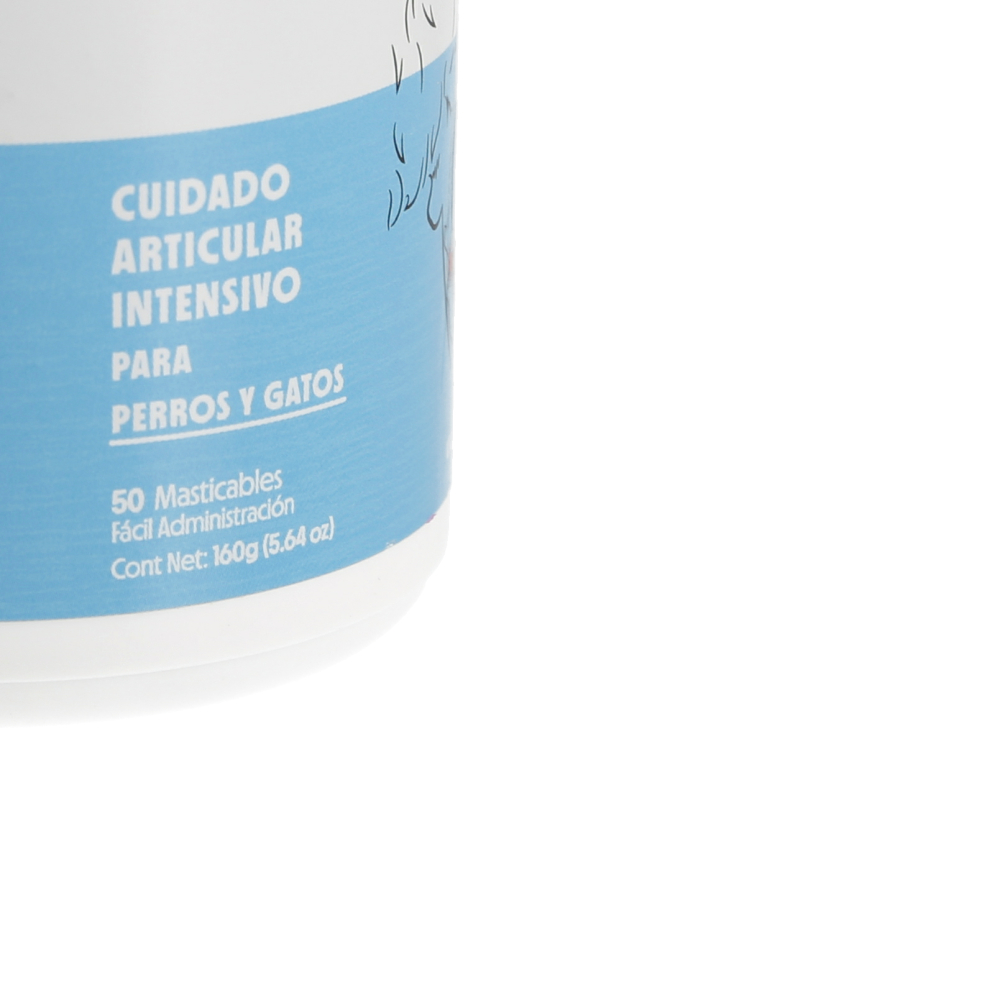 CUIDADO
ARTICULAR
INTENSIVO
PARA
PERROS Y GATOS
50 Masticables
Fácil Administración
Cont Net: 160g (5.64 oz)